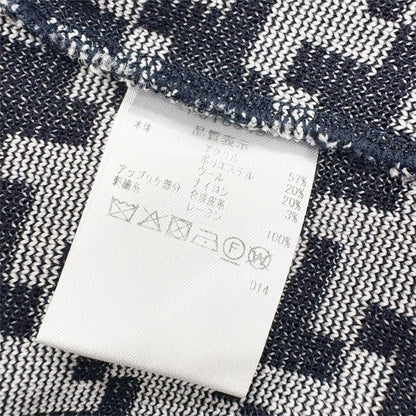 品質表示
本体
アクリル 57%
ポリエステル 20%
ウール 20%
ナイロン 3%
アップリケ部分 合成皮革
刺繍糸 レーヨン 100%
F W
014